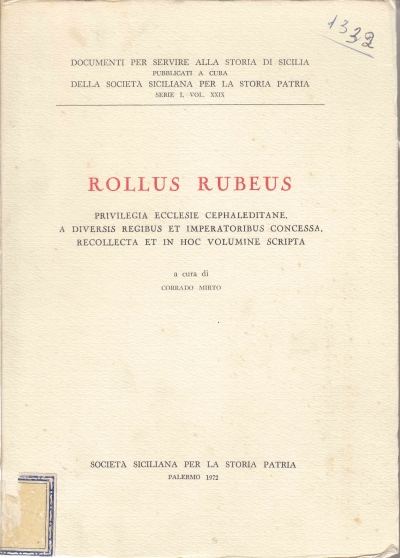 1332
DOCUMENTI PER SERVIRE ALLA STORIA DI SICILIA
PUBBLICATI A CURA
DELLA SOCIETÀ SICILIANA PER LA STORIA PATRIA
SERIE I, VOL. XXIX
ROLLUS RUBEUS
PRIVILEGIA ECCLESIE CEPHALEDITANE,
A DIVERSIS REGIBUS ET IMPERATORIBUS CONCESSA,
RECOLLECTA ET IN HOC VOLUMINE SCRIPTA
a cura di
CORRADO MIRTO
SOCIETÀ SICILIANA PER LA STORIA PATRIA
PALERMO 1972